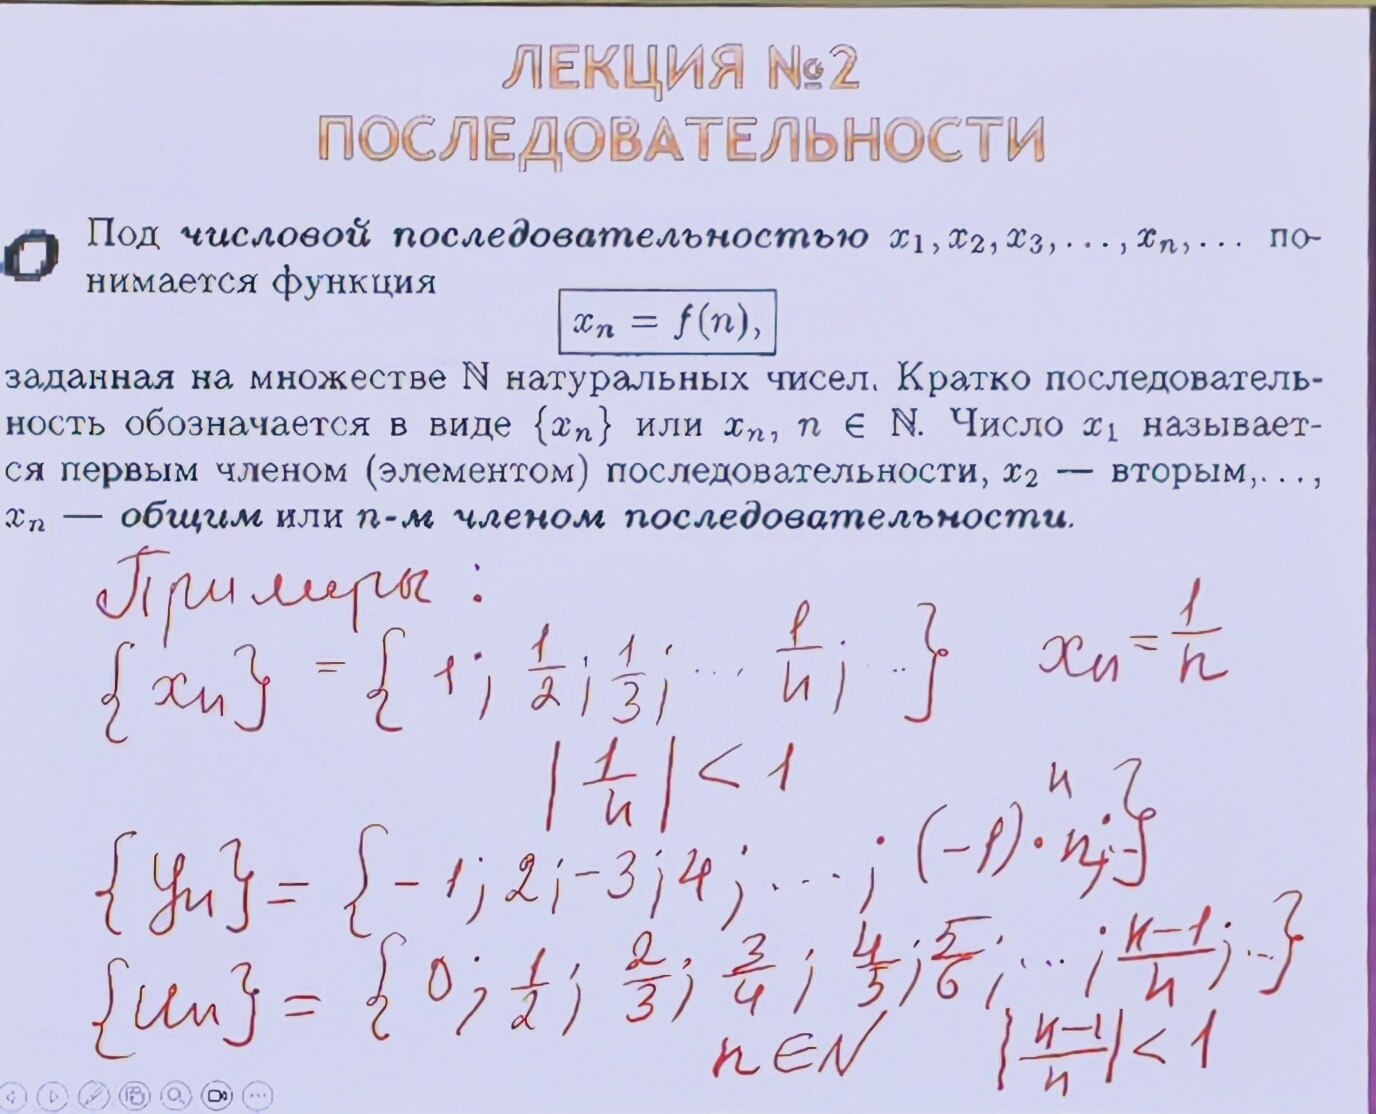 ЛЕКЦИЯ №2
ПОСЛЕДОВАТЕЛЬНОСТИ
Под числовой последовательностью x₁, x₂, x₃, ..., xₙ, ... по-
нимается функция
xₙ = f(n),
заданная на множестве ℕ натуральных чисел. Кратко последователь-
ность обозначается в виде {xₙ} или xₙ, n ∈ ℕ. Число x₁ называет-
ся первым членом (элементом) последовательности, x₂ — вторым,...,
xₙ — общим или n-м членом последовательности.
Примеры:
{xₙ} = {1; 1/2; 1/3; ... 1/n; ...} xₙ = 1/n
|1/n| < 1
{yₙ} = {-1; 2; -3; 4; ...; (-1)ⁿ · n; ..}
{uₙ} = {0; 1/2; 2/3; 3/4; 4/5; 5/6; ...; (n-1)/n; ...}
n ∈ N |(n-1)/n| < 1